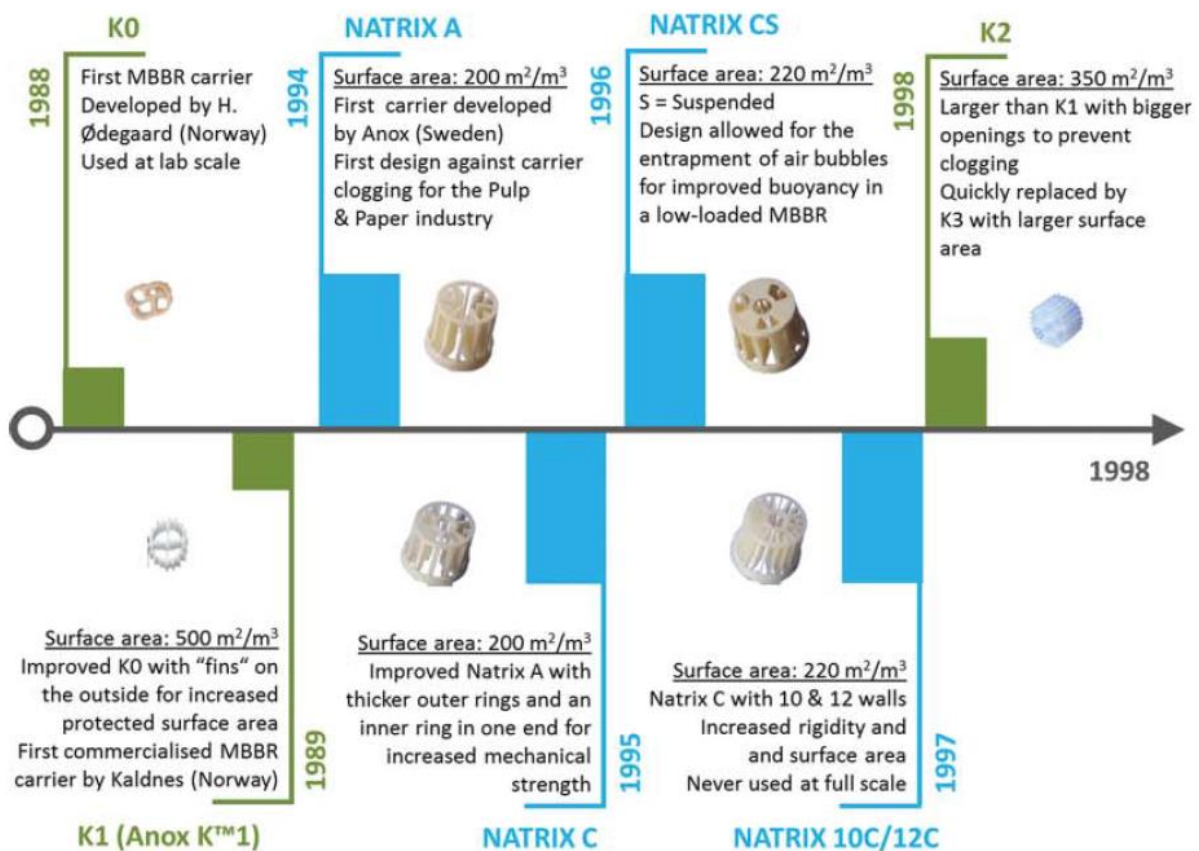 K0
1988
First MBBR carrier
Developed by H.
Ødegaard (Norway)
Used at lab scale
NATRIX A
1994
Surface area: 200 m²/m³
First carrier developed
by Anox (Sweden)
First design against carrier
clogging for the Pulp
& Paper industry
NATRIX CS
1996
Surface area: 220 m²/m³
S = Suspended
Design allowed for the
entrapment of air bubbles
for improved buoyancy in
a low-loaded MBBR
K2
1998
Surface area: 350 m²/m³
Larger than K1 with bigger
openings to prevent
clogging
Quickly replaced by
K3 with larger surface
area
1998
Surface area: 500 m²/m³
Improved K0 with "fins" on
the outside for increased
protected surface area
First commercialised MBBR
carrier by Kaldnes (Norway)
1989
K1 (Anox K™1)
Surface area: 200 m²/m³
Improved Natrix A with
thicker outer rings and an
inner ring in one end for
increased mechanical
strength
1995
NATRIX C
Surface area: 220 m²/m³
Natrix C with 10 & 12 walls
Increased rigidity and
and surface area
Never used at full scale
1997
NATRIX 10C/12C